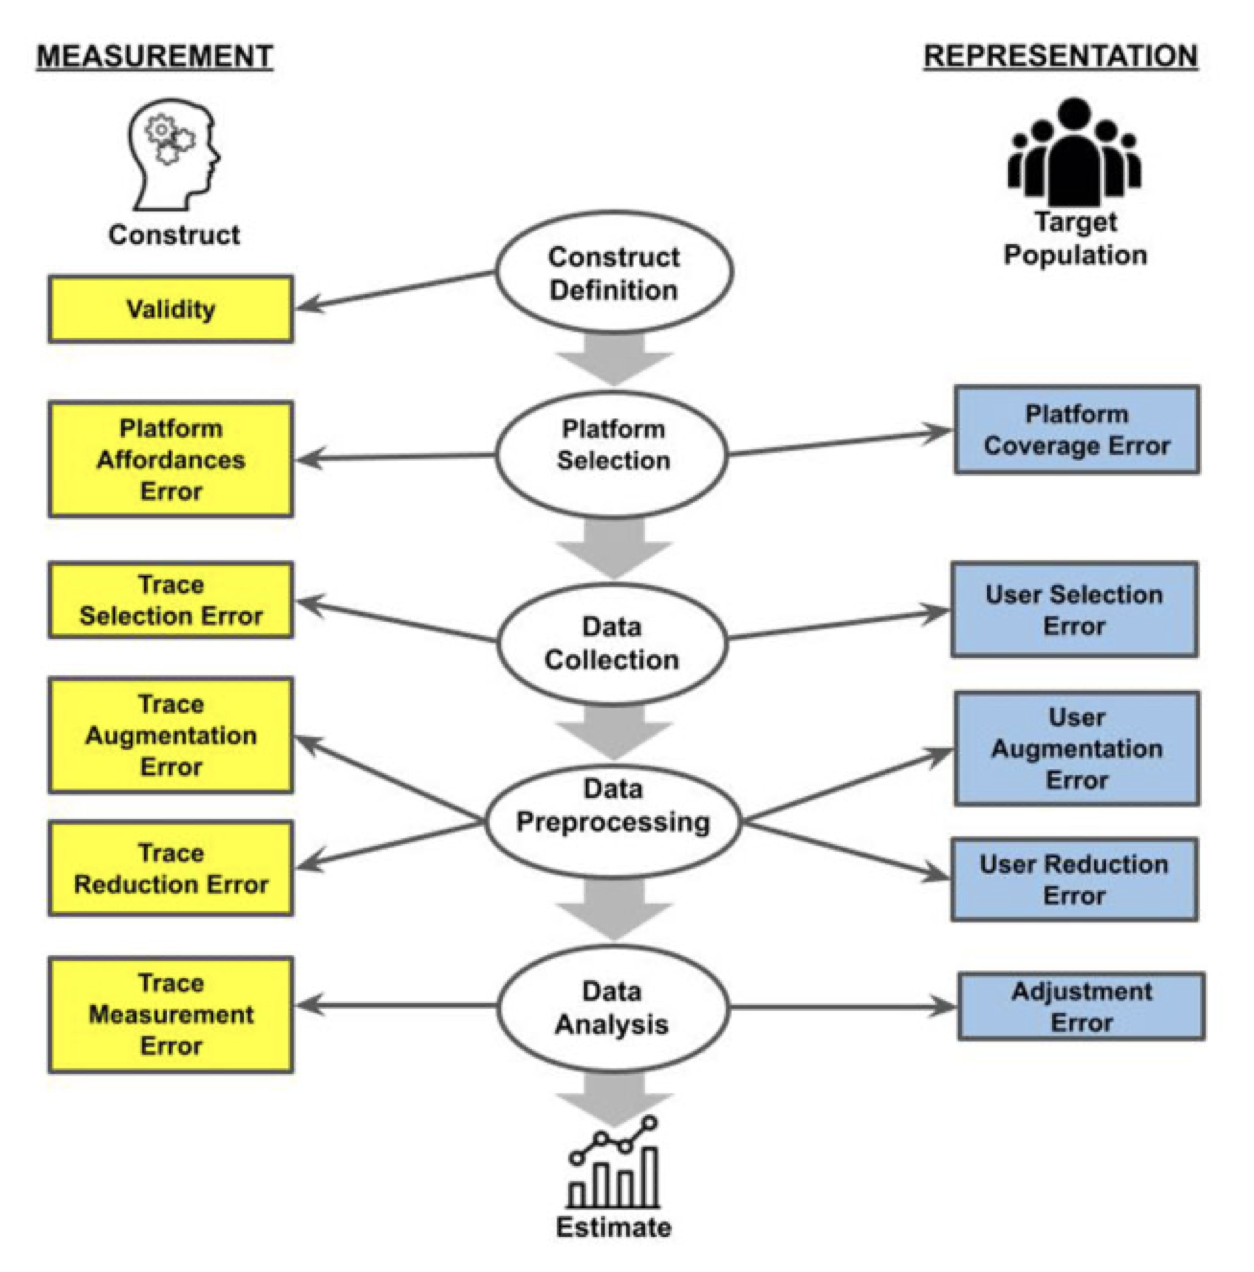 MEASUREMENT
REPRESENTATION
Construct
Target
Population
Construct
Definition
Validity
Platform
Selection
Platform
Affordances
Error
Platform
Coverage Error
Data
Collection
Trace
Selection Error
User Selection
Error
Data
Preprocessing
Trace
Augmentation
Error
User
Augmentation
Error
Trace
Reduction Error
User Reduction
Error
Data
Analysis
Trace
Measurement
Error
Adjustment
Error
Estimate